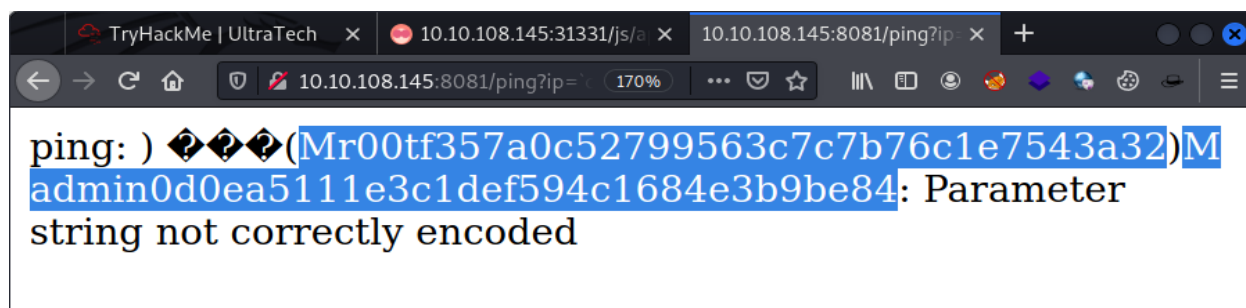 TryHackMe | UltraTech
10.10.108.145:31331/js/a
10.10.108.145:8081/ping?ip=
10.10.108.145:8081/ping?ip=`
170%
ping: ) ���(Mr00tf357a0c52799563c7c7b76c1e7543a32)M
admin0d0ea5111e3c1def594c1684e3b9be84: Parameter
string not correctly encoded